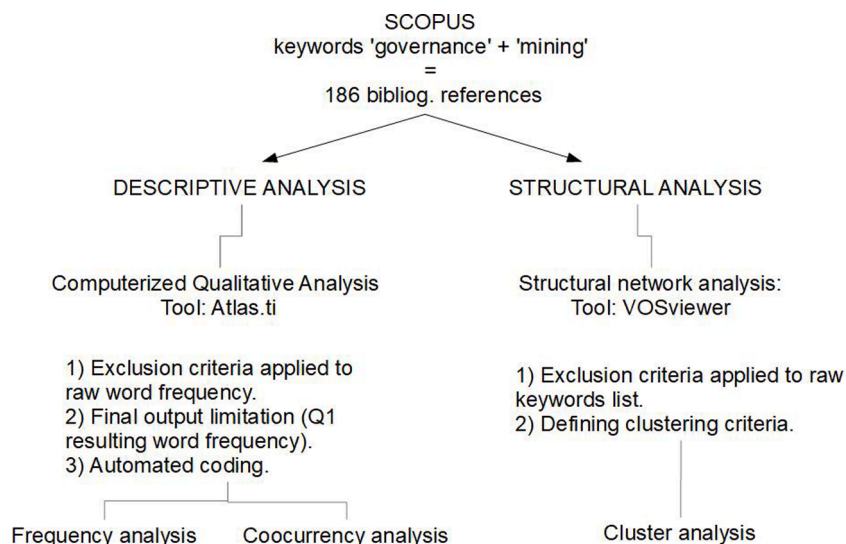 SCOPUS
keywords 'governance' + 'mining'
=
186 bibliog. references
DESCRIPTIVE ANALYSIS
STRUCTURAL ANALYSIS
Computerized Qualitative Analysis
Tool: Atlas.ti
Structural network analysis:
Tool: VOSviewer
1) Exclusion criteria applied to
raw word frequency.
2) Final output limitation (Q1
resulting word frequency).
3) Automated coding.
1) Exclusion criteria applied to raw
keywords list.
2) Defining clustering criteria.
Frequency analysis
Coocurrency analysis
Cluster analysis